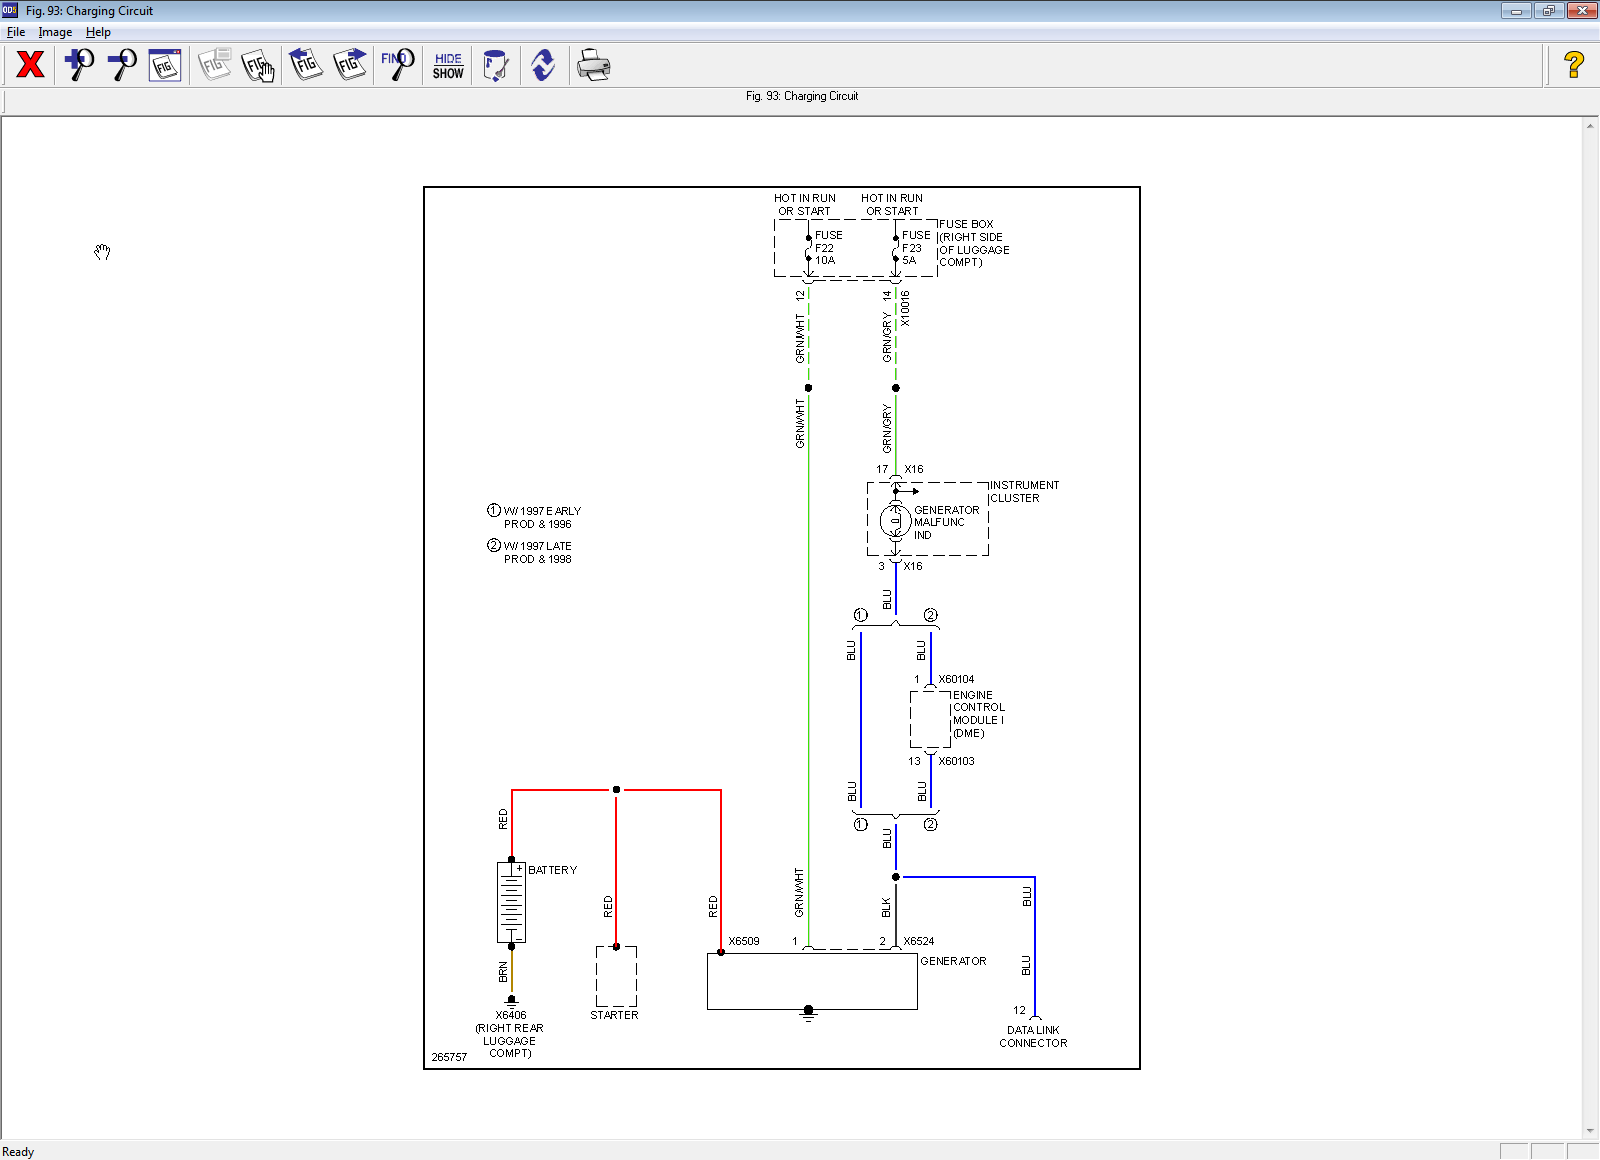 ODS Fig. 93: Charging Circuit
File Image Help
X FIG FIG FIG FIG FIG FIND HIDE SHOW ?
Fig. 93: Charging Circuit
HOT IN RUN
OR START
HOT IN RUN
OR START
FUSE
F22
10A
FUSE
F23
5A
FUSE BOX
(RIGHT SIDE
OF LUGGAGE
COMPT)
12
14
X10016
GRN/WHT
GRN/GRY
GRN/WHT
GRN/GRY
17 X16
INSTRUMENT
CLUSTER
GENERATOR
MALFUNC
IND
1 W/ 1997 EARLY
PROD & 1996
2 W/ 1997 LATE
PROD & 1998
3 X16
BLU
1 2
BLU
BLU
1 X60104
ENGINE
CONTROL
MODULE I
(DME)
13 X60103
BLU
BLU
1 2
BLU
RED
+ BATTERY
-
RED
RED
GRN/WHT
BLK
BLU
X6509
1
2 X6524
GENERATOR
BRN
BLU
X6406
(RIGHT REAR
LUGGAGE
COMPT)
STARTER
12
DATA LINK
CONNECTOR
265757
Ready